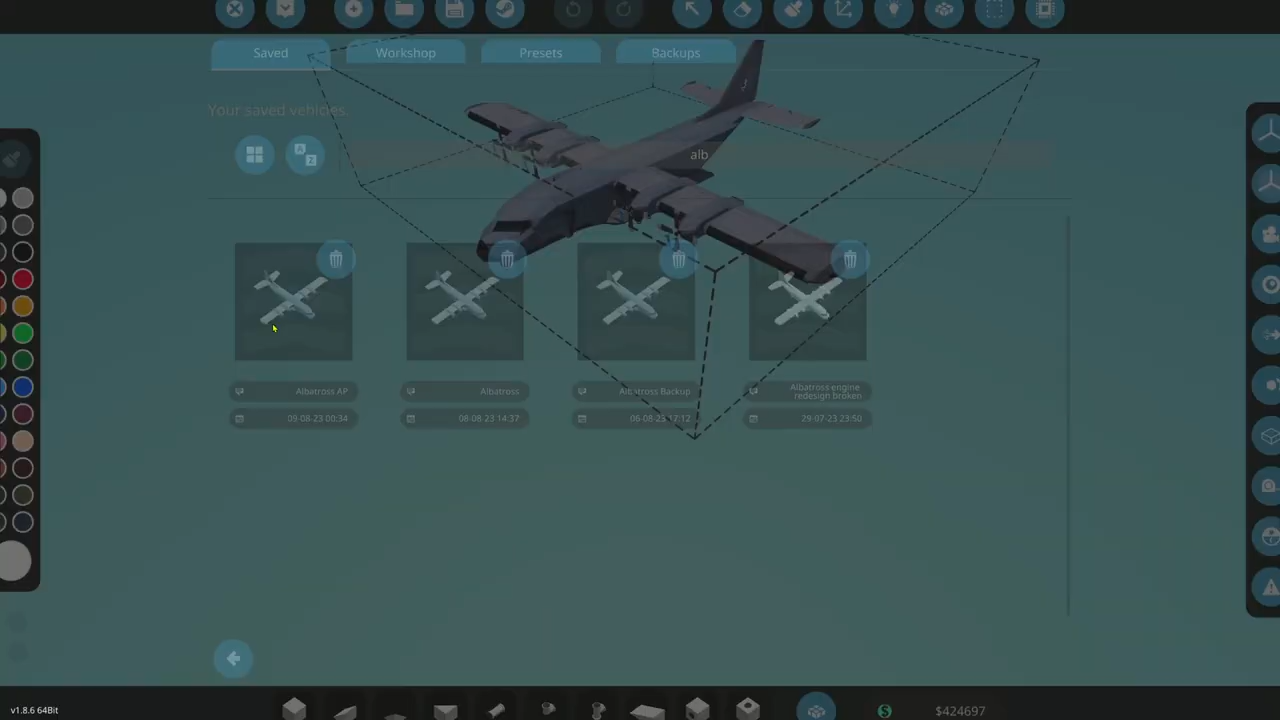 Saved
Workshop
Presets
Backups
Your saved vehicles.
alb
Albatross AP
09-08-23 00:34
Albatross
08-08-23 14:37
Albatross Backup
06-08-23 17:12
Albatross engine
redesign broken
29-07-23 23:50
v1.8.6 64Bit
$424697